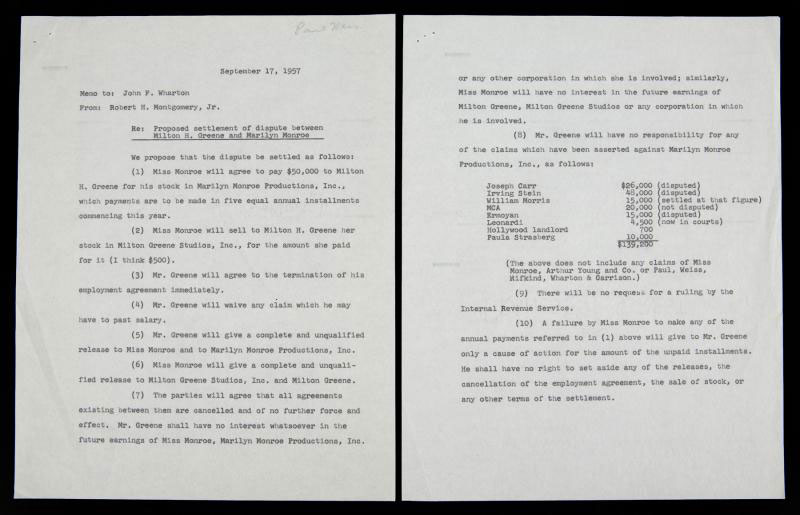 Paul Weiss
September 17, 1957
Memo to: John F. Wharton
From: Robert H. Montgomery, Jr.
Re: Proposed settlement of dispute between
Milton H. Greene and Marilyn Monroe
We propose that the dispute be settled as follows:
(1) Miss Monroe will agree to pay $50,000 to Milton
H. Greene for his stock in Marilyn Monroe Productions, Inc.,
which payments are to be made in five equal annual installments
commencing this year.
(2) Miss Monroe will sell to Milton H. Greene her
stock in Milton Greene Studios, Inc., for the amount she paid
for it (I think $500).
(3) Mr. Greene will agree to the termination of his
employment agreement immediately.
(4) Mr. Greene will waive any claim which he may
have to past salary.
(5) Mr. Greene will give a complete and unqualified
release to Miss Monroe and to Marilyn Monroe Productions, Inc.
(6) Miss Monroe will give a complete and unquali-
fied release to Milton Greene Studios, Inc. and Milton Greene.
(7) The parties will agree that all agreements
existing between them are cancelled and of no further force and
effect. Mr. Greene shall have no interest whatsoever in the
future earnings of Miss Monroe, Marilyn Monroe Productions, Inc.
or any other corporation in which she is involved; similarly,
Miss Monroe will have no interest in the future earnings of
Milton Greene, Milton Greene Studios or any corporation in which
he is involved.
(8) Mr. Greene will have no responsibility for any
of the claims which have been asserted against Marilyn Monroe
Productions, Inc., as follows:
Joseph Carr $26,000 (disputed)
Irving Stein 48,000 (disputed)
William Morris 15,000 (settled at that figure)
MCA 20,000 (not disputed)
Ermoyan 15,000 (disputed)
Leonardi 4,500 (now in courts)
Hollywood landlord 700
Paula Strasberg 10,000
$139,200
(The above does not include any claims of Miss
Monroe, Arthur Young and Co. or Paul, Weiss,
Rifkind, Wharton & Garrison.)
(9) There will be no request for a ruling by the
Internal Revenue Service.
(10) A failure by Miss Monroe to make any of the
annual payments referred to in (1) above will give to Mr. Greene
only a cause of action for the amount of the unpaid installments.
He shall have no right to set aside any of the releases, the
cancellation of the employment agreement, the sale of stock, or
any other terms of the settlement.